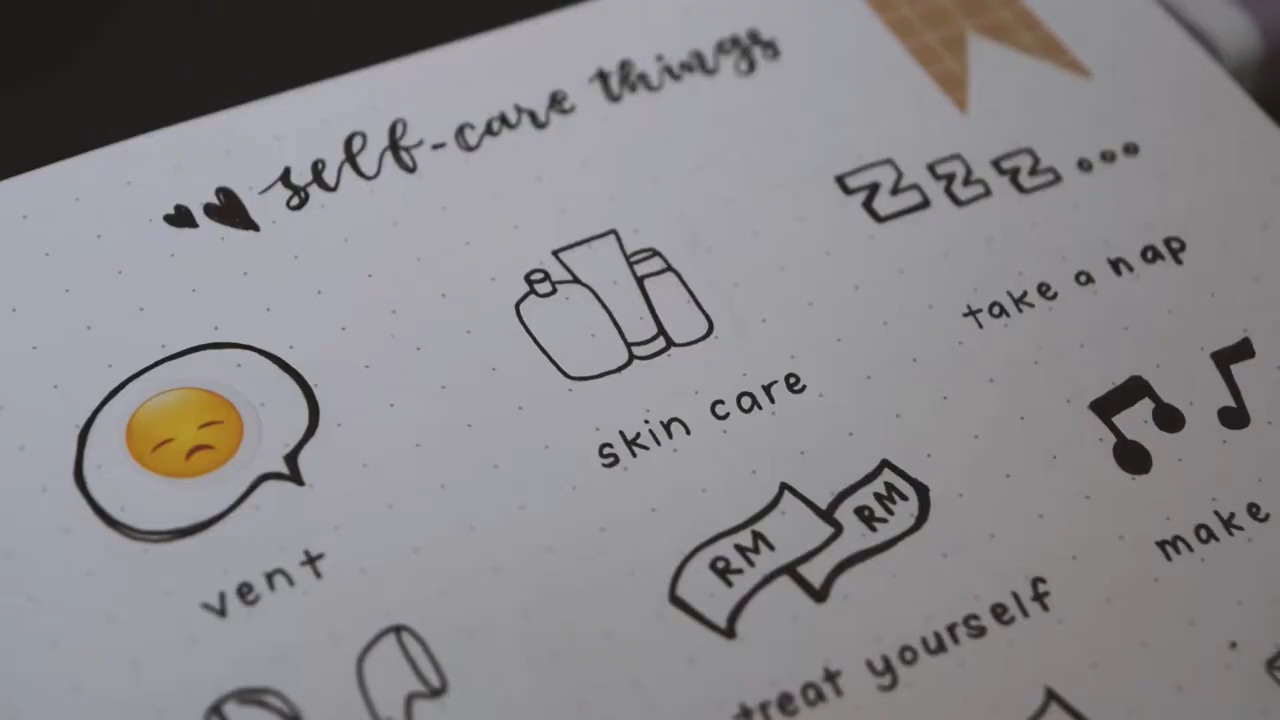 self-care things
zzz...
take a nap
skin care
vent
RM RM
make
treat yourself